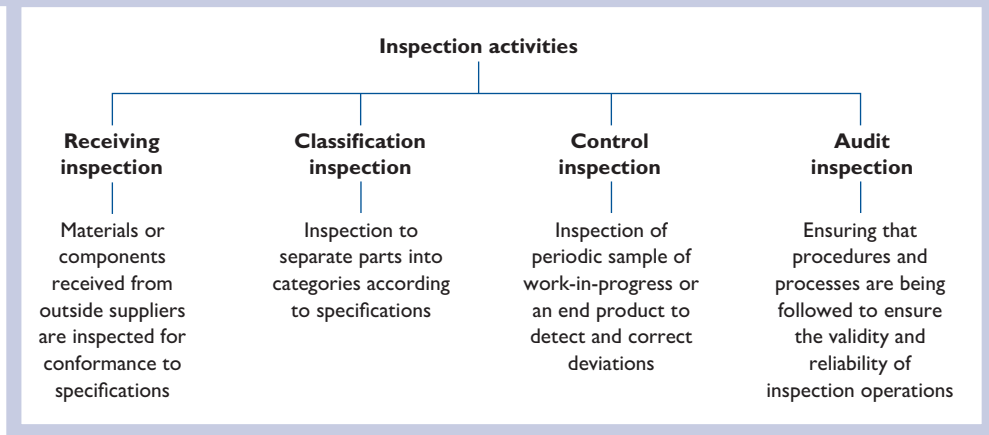 Inspection activities
Receiving
inspection
Materials or
components
received from
outside suppliers
are inspected for
conformance to
specifications
Classification
inspection
Inspection to
separate parts into
categories according
to specifications
Control
inspection
Inspection of
periodic sample of
work-in-progress or
an end product to
detect and correct
deviations
Audit
inspection
Ensuring that
procedures and
processes are being
followed to ensure
the validity and
reliability of
inspection operations